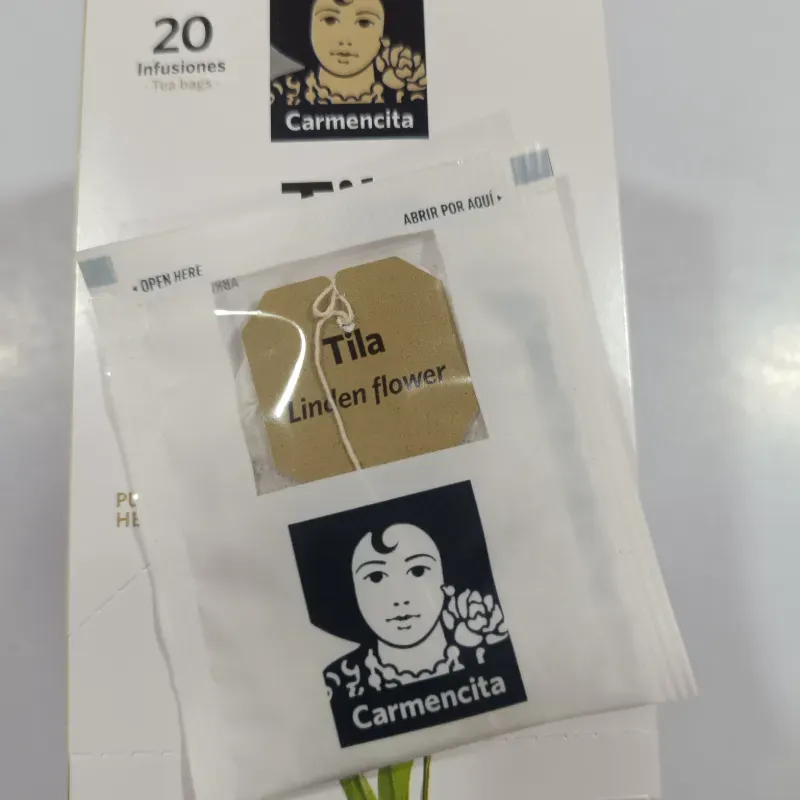 20
Infusiones
- Tea bags -
Carmencita
ABRIR POR AQUÍ
OPEN HERE
Tila
Linden flower
Carmencita